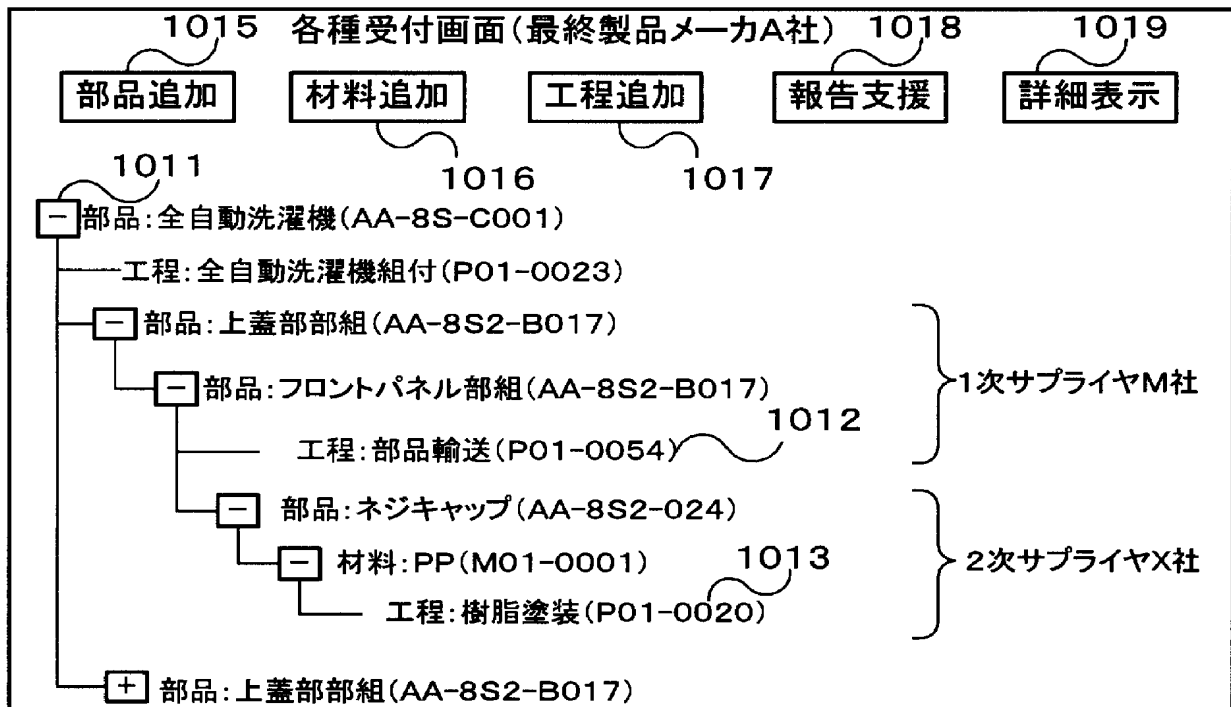 1015 各種受付画面(最終製品メーカA社) 1018 1019
部品追加 材料追加 工程追加 報告支援 詳細表示
1011 1016 1017
部品:全自動洗濯機(AA-8S-C001)
工程:全自動洗濯機組付(P01-0023)
部品:上蓋部部組(AA-8S2-B017)
部品:フロントパネル部組(AA-8S2-B017) 1次サプライヤM社
1012
工程:部品輸送(P01-0054)
部品:ネジキャップ(AA-8S2-024)
材料:PP(M01-0001) 1013 2次サプライヤX社
工程:樹脂塗装(P01-0020)
部品:上蓋部部組(AA-8S2-B017)